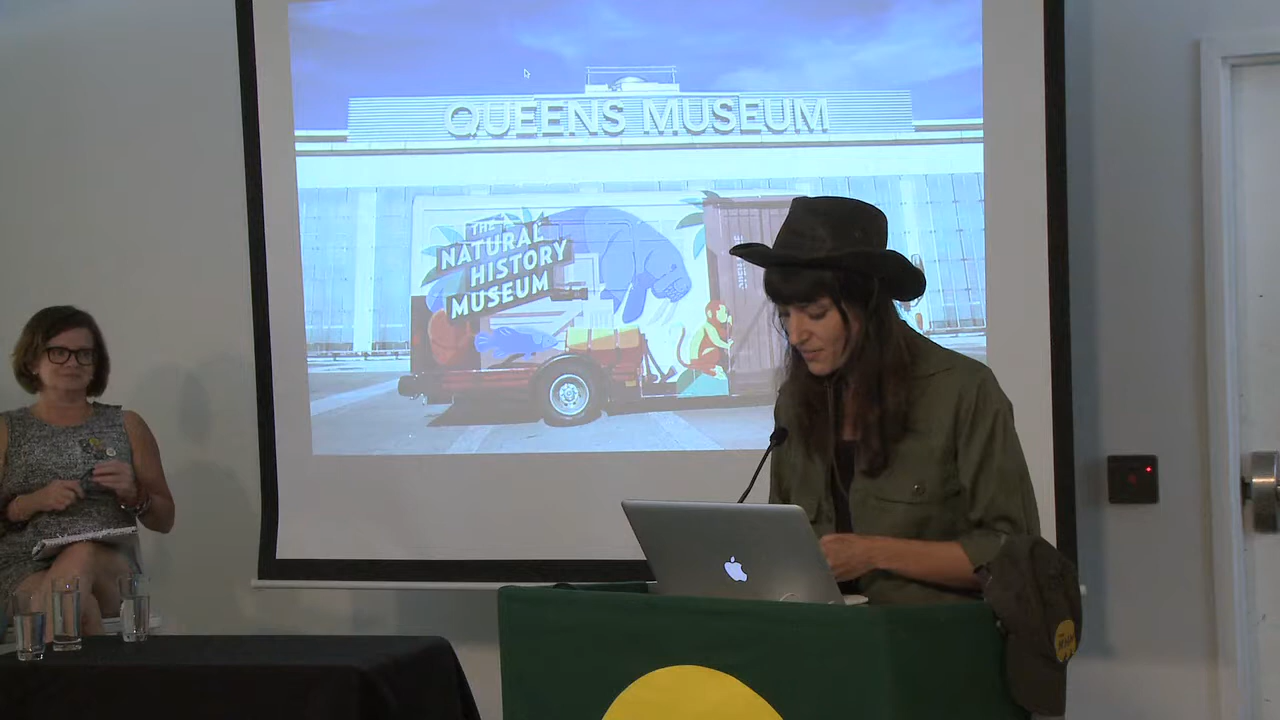 QUEENS MUSEUM
THE
NATURAL
HISTORY
MUSEUM